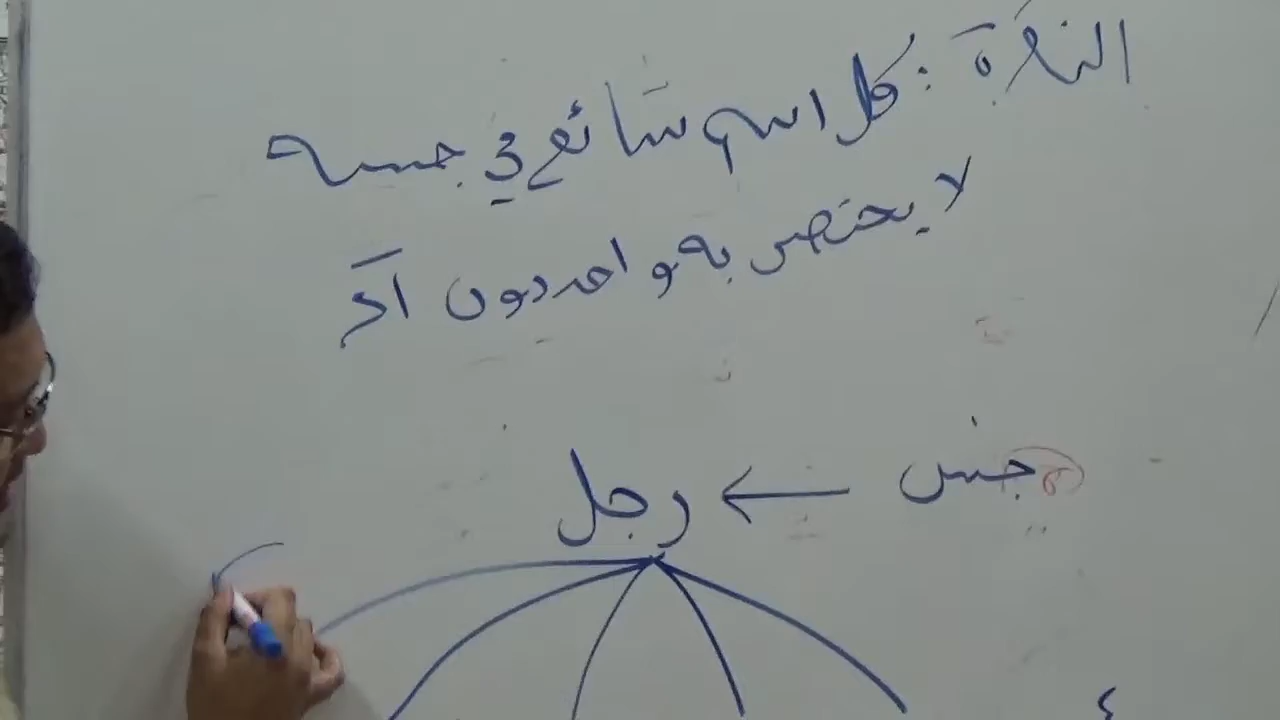 النكرة : كل اسم شائع في جنسه
لا يختص به واحد دون آخر
جنس ← رجل